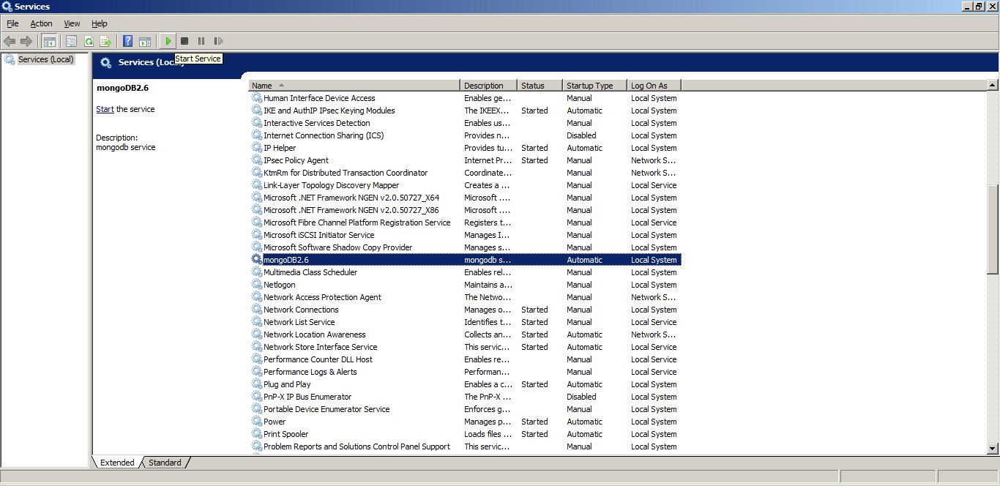 Services
File Action View Help
Start Service
Services (Local)
Services (Loc
mongoDB2.6
Start the service
Description:
mongodb service
Name Description Status Startup Type Log On As
Human Interface Device Access Enables ge... Manual Local System
IKE and AuthIP IPsec Keying Modules The IKEEX... Started Automatic Local System
Interactive Services Detection Enables us... Manual Local System
Internet Connection Sharing (ICS) Provides n... Disabled Local System
IP Helper Provides tu... Started Automatic Local System
IPsec Policy Agent Internet Pr... Started Manual Network S...
KtmRm for Distributed Transaction Coordinator Coordinate... Manual Network S...
Link-Layer Topology Discovery Mapper Creates a ... Manual Local Service
Microsoft .NET Framework NGEN v2.0.50727_X64 Microsoft .... Manual Local System
Microsoft .NET Framework NGEN v2.0.50727_X86 Microsoft .... Manual Local System
Microsoft Fibre Channel Platform Registration Service Registers t... Manual Local Service
Microsoft iSCSI Initiator Service Manages I... Manual Local System
Microsoft Software Shadow Copy Provider Manages s... Manual Local System
mongoDB2.6 mongodb s... Automatic Local System
Multimedia Class Scheduler Enables rel... Manual Local System
Netlogon Maintains a... Manual Local System
Network Access Protection Agent The Netwo... Manual Network S...
Network Connections Manages o... Started Manual Local System
Network List Service Identifies t... Started Manual Local Service
Network Location Awareness Collects an... Started Automatic Network S...
Network Store Interface Service This servic... Started Automatic Local Service
Performance Counter DLL Host Enables re... Manual Local Service
Performance Logs & Alerts Performan... Manual Local Service
Plug and Play Enables a c... Started Automatic Local System
PnP-X IP Bus Enumerator The PnP-X ... Disabled Local System
Portable Device Enumerator Service Enforces g... Manual Local System
Power Manages p... Started Automatic Local System
Print Spooler Loads files ... Started Automatic Local System
Problem Reports and Solutions Control Panel Support This servic... Manual Local System
Extended Standard